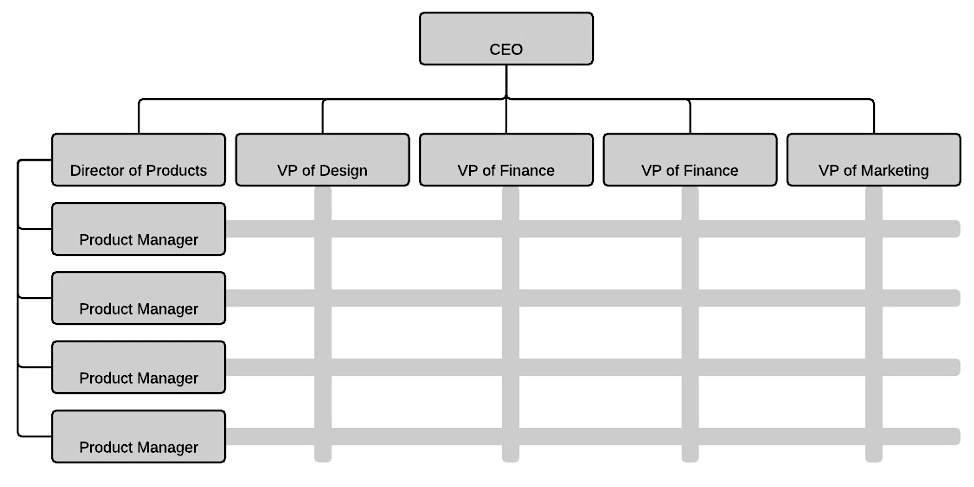 CEO
Director of Products
VP of Design
VP of Finance
VP of Finance
VP of Marketing
Product Manager
Product Manager
Product Manager
Product Manager